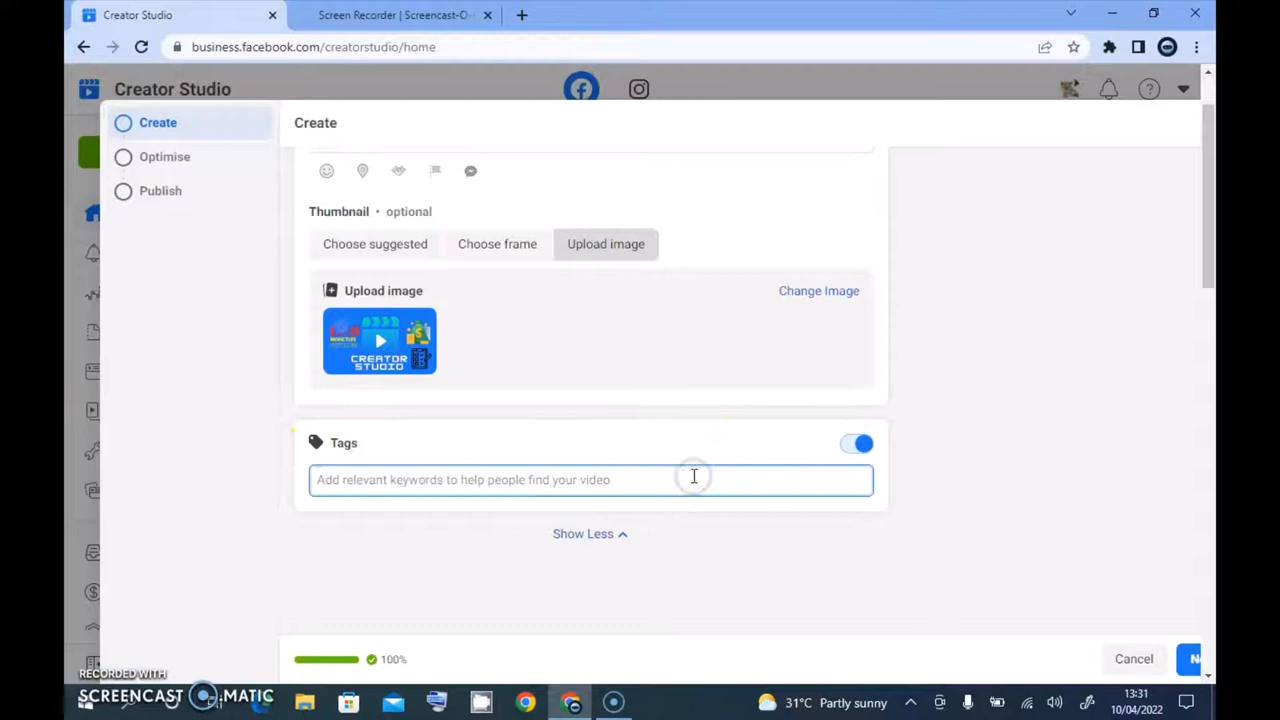 Creator Studio
Screen Recorder | Screencast-O-
business.facebook.com/creatorstudio/home
Creator Studio
Create
Optimise
Publish
Create
Thumbnail • optional
Choose suggested
Choose frame
Upload image
Upload image
Change Image
CREATOR
STUDIO
Tags
Add relevant keywords to help people find your video
Show Less
100%
Cancel
RECORDED WITH
SCREENCAST MATIC
31°C Partly sunny
13:31
10/04/2022